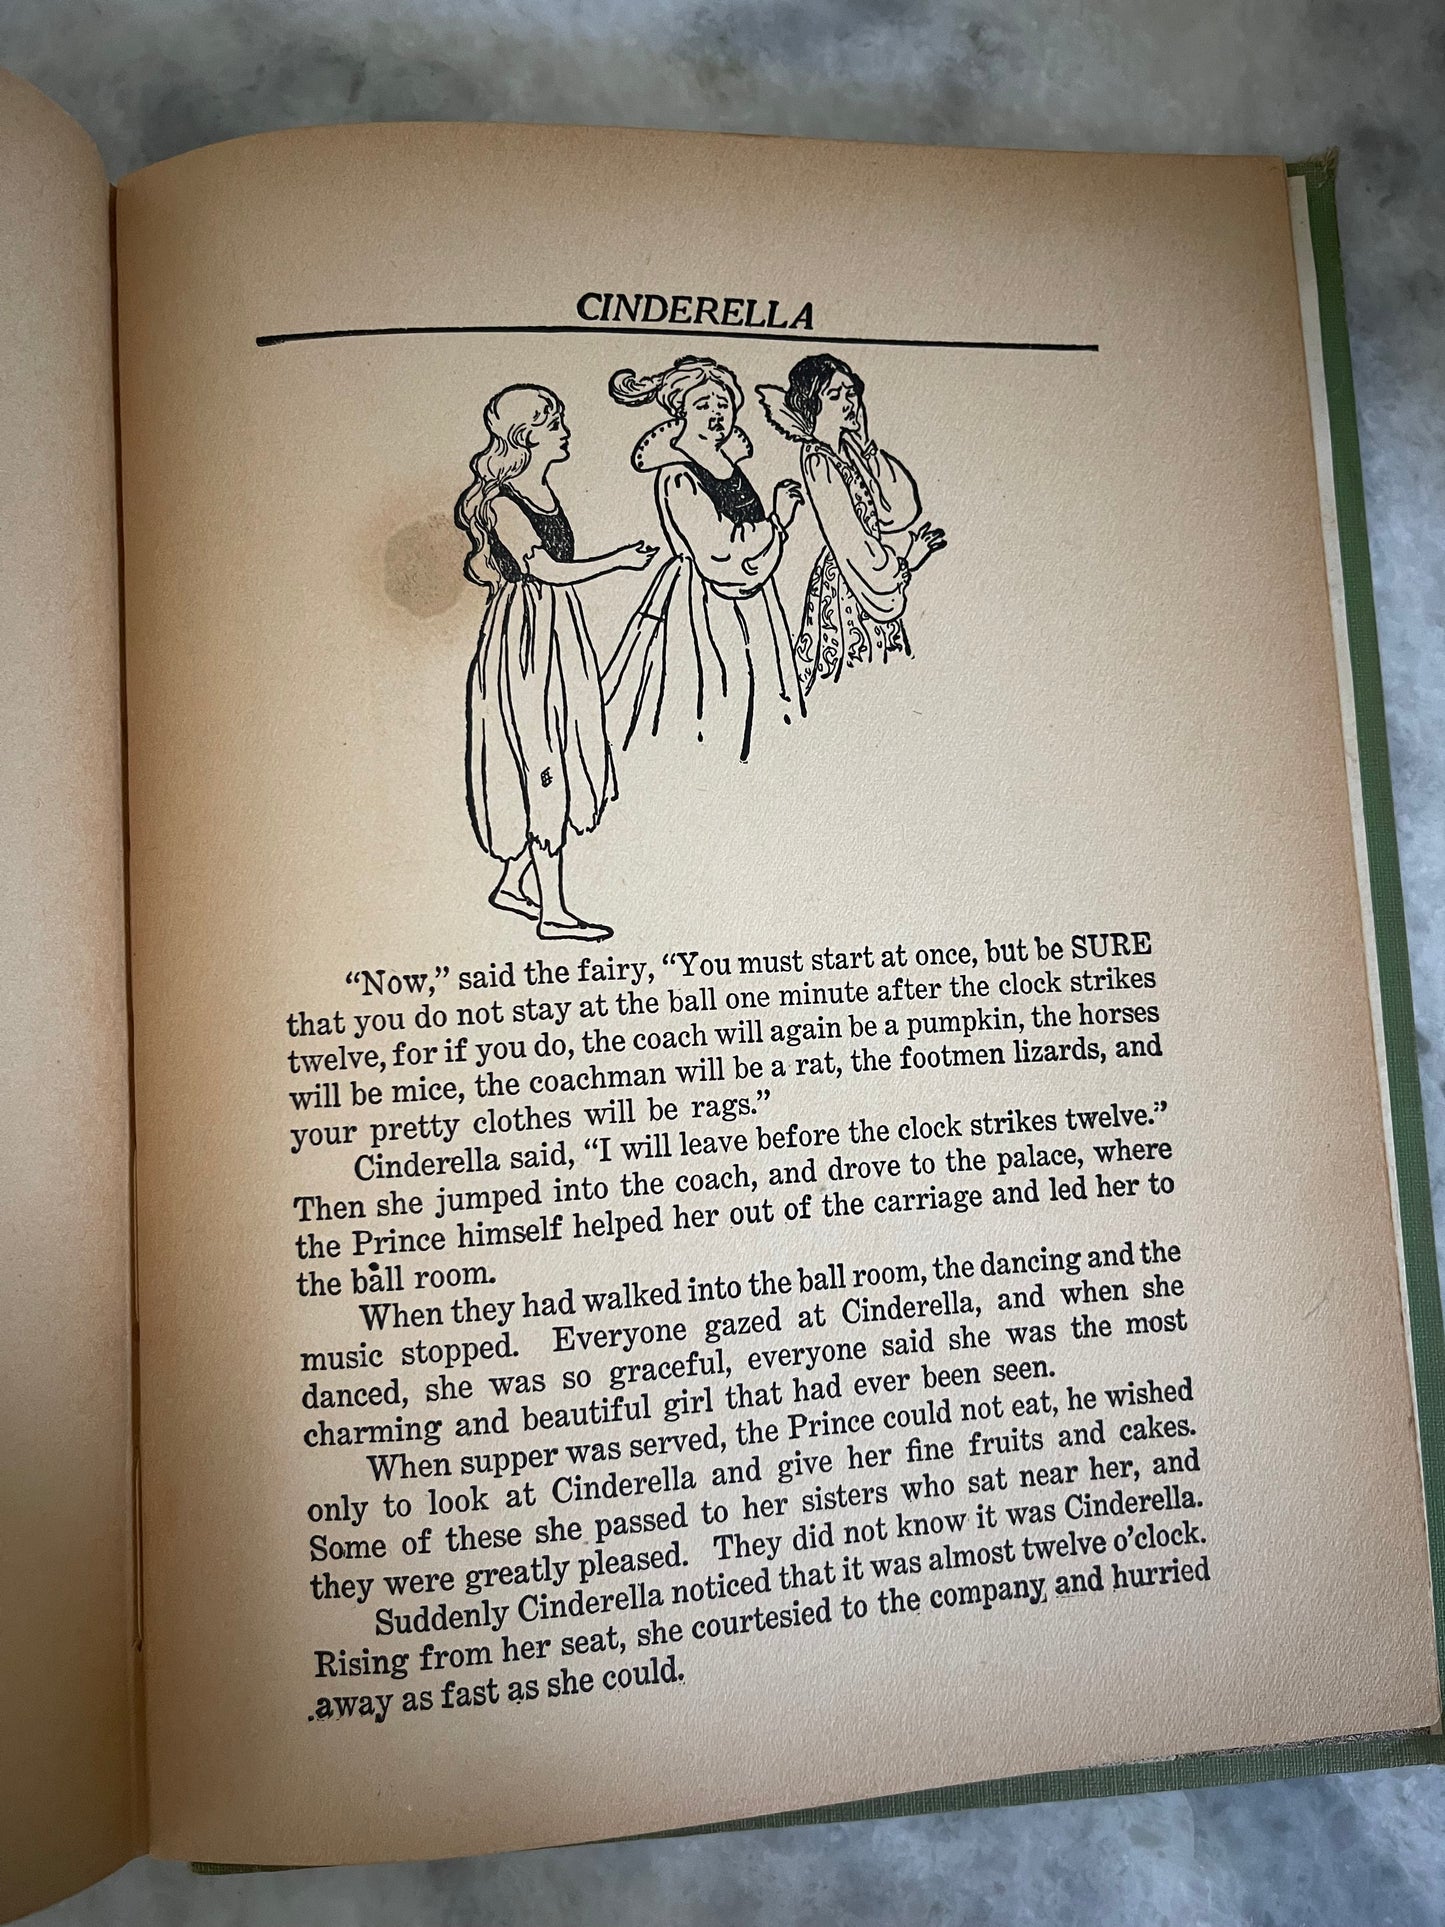 CINDERELLA
“Now,” said the fairy, “You must start at once, but be SURE
that you do not stay at the ball one minute after the clock strikes
twelve, for if you do, the coach will again be a pumpkin, the horses
will be mice, the coachman will be a rat, the footmen lizards, and
your pretty clothes will be rags.”
Cinderella said, “I will leave before the clock strikes twelve.”
Then she jumped into the coach, and drove to the palace, where
the Prince himself helped her out of the carriage and led her to
the ball room.
When they had walked into the ball room, the dancing and the
music stopped. Everyone gazed at Cinderella, and when she
danced, she was so graceful, everyone said she was the most
charming and beautiful girl that had ever been seen.
When supper was served, the Prince could not eat, he wished
only to look at Cinderella and give her fine fruits and cakes.
Some of these she passed to her sisters who sat near her, and
they were greatly pleased. They did not know it was Cinderella.
Suddenly Cinderella noticed that it was almost twelve o’clock.
Rising from her seat, she courtesied to the company, and hurried
away as fast as she could.